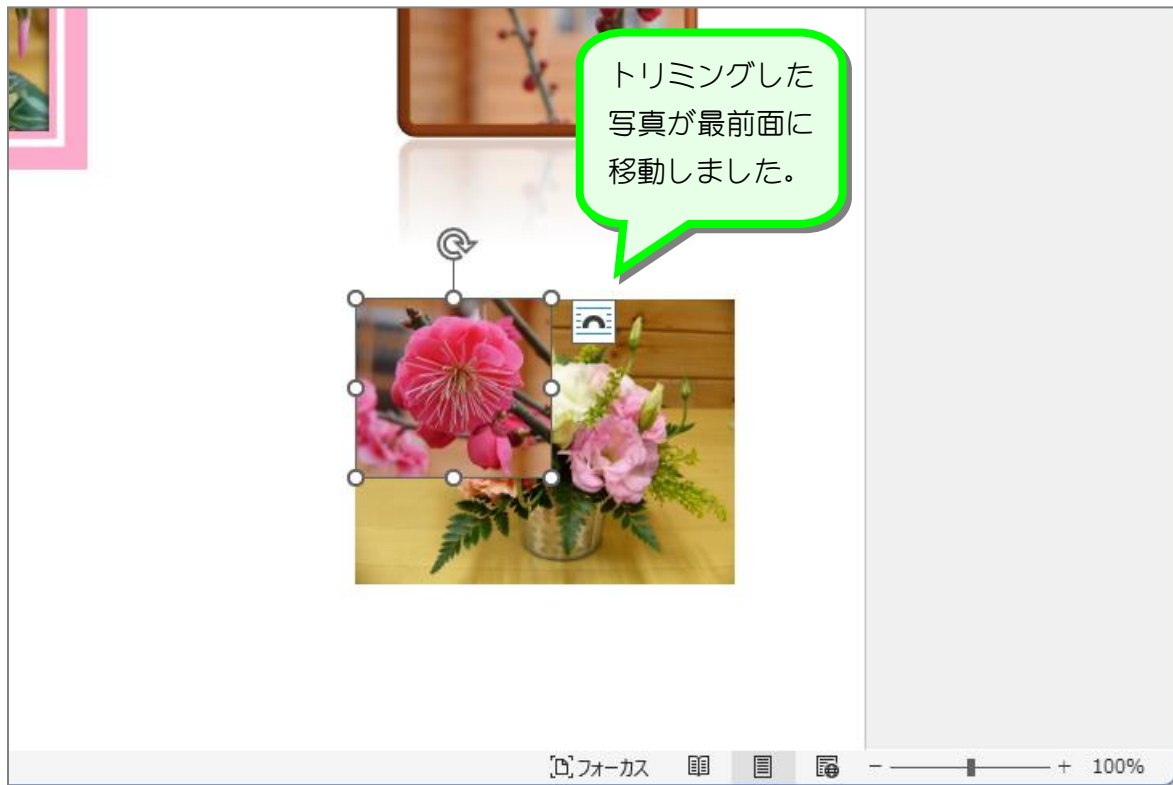 トリミングした
写真が最前面に
移動しました。
フォーカス
100%